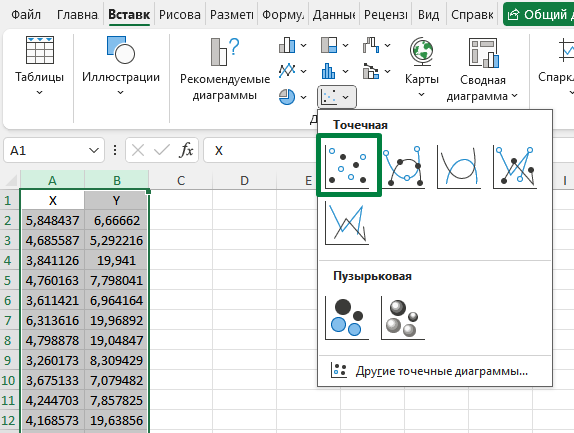 Файл Главна Вставк Рисова Размет Формул Данны Рецензи Вид Справк Общий д
Таблицы
Иллюстрации
Рекомендуемые
диаграммы
Карты
Сводная
диаграмма
Спаркл
Точечная
A1 fx X
A B C D E I
1 X Y
2 5,848437 6,66662
3 4,685587 5,292216
4 3,841126 19,941
5 4,760163 7,798041
6 3,611421 6,964164
7 6,313616 19,96892
8 4,798878 19,04847
9 3,260173 8,309429
10 3,675133 7,079482
11 4,244703 7,857825
12 4,168573 19,63856
Пузырьковая
Другие точечные диаграммы...